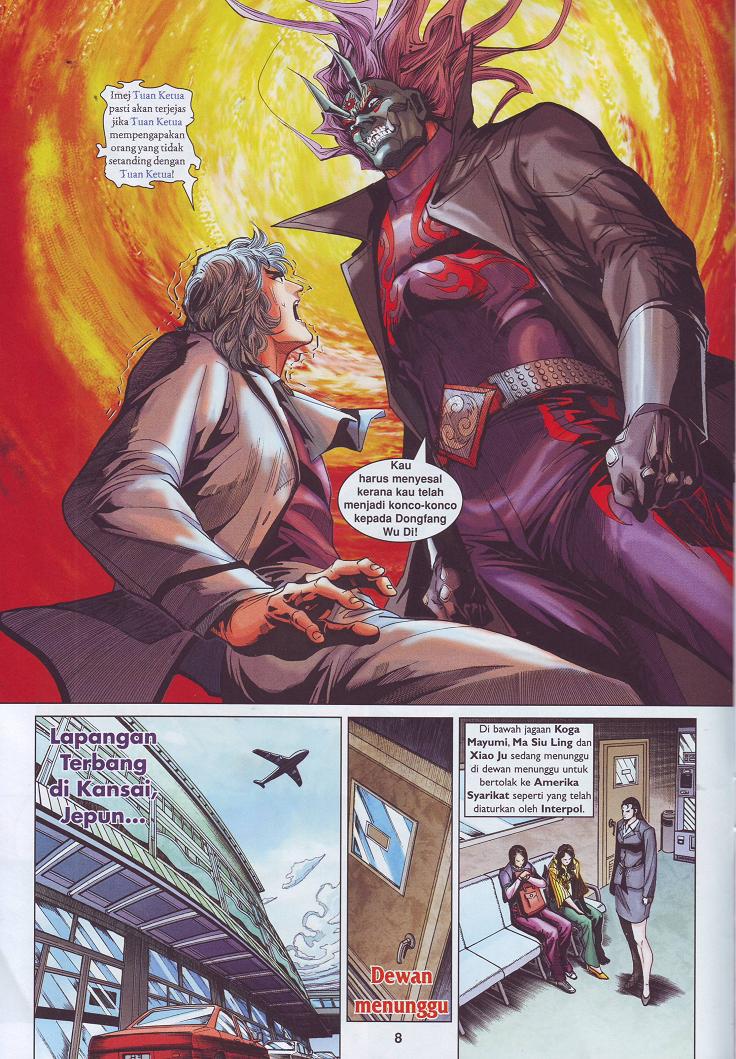 Imej Tuan Ketua
pasti akan terjejas
jika Tuan Ketua
mempengapakan
orang yang tidak
setanding dengan
Tuan Ketua!
Kau
harus menyesal
kerana kau telah
menjadi konco-konco
kepada Dongfang
Wu Di!
Lapangan
Terbang
di Kansai,
Jepun...
Dewan
menunggu
Di bawah jagaan Koga
Mayumi, Ma Siu Ling dan
Xiao Ju sedang menunggu
di dewan menunggu untuk
bertolak ke Amerika
Syarikat seperti yang telah
diaturkan oleh Interpol.
8